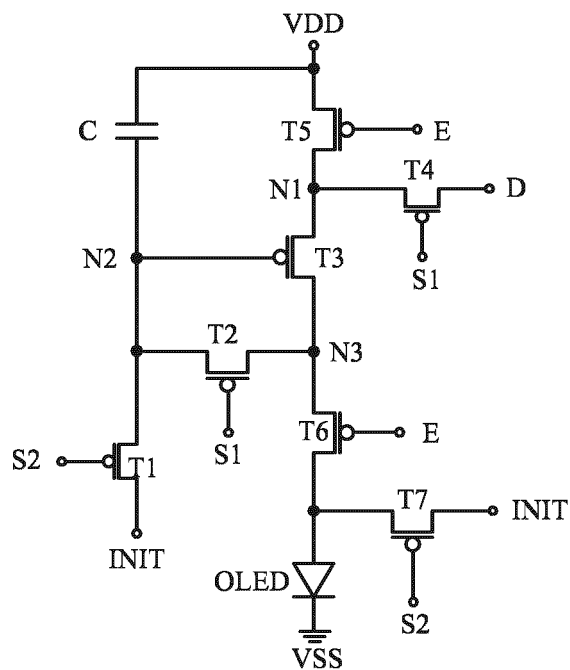 VDD
C
T5
E
N1
T4
D
N2
T3
S1
T2
N3
S1
T6
E
S2
T1
INIT
T7
INIT
OLED
S2
VSS